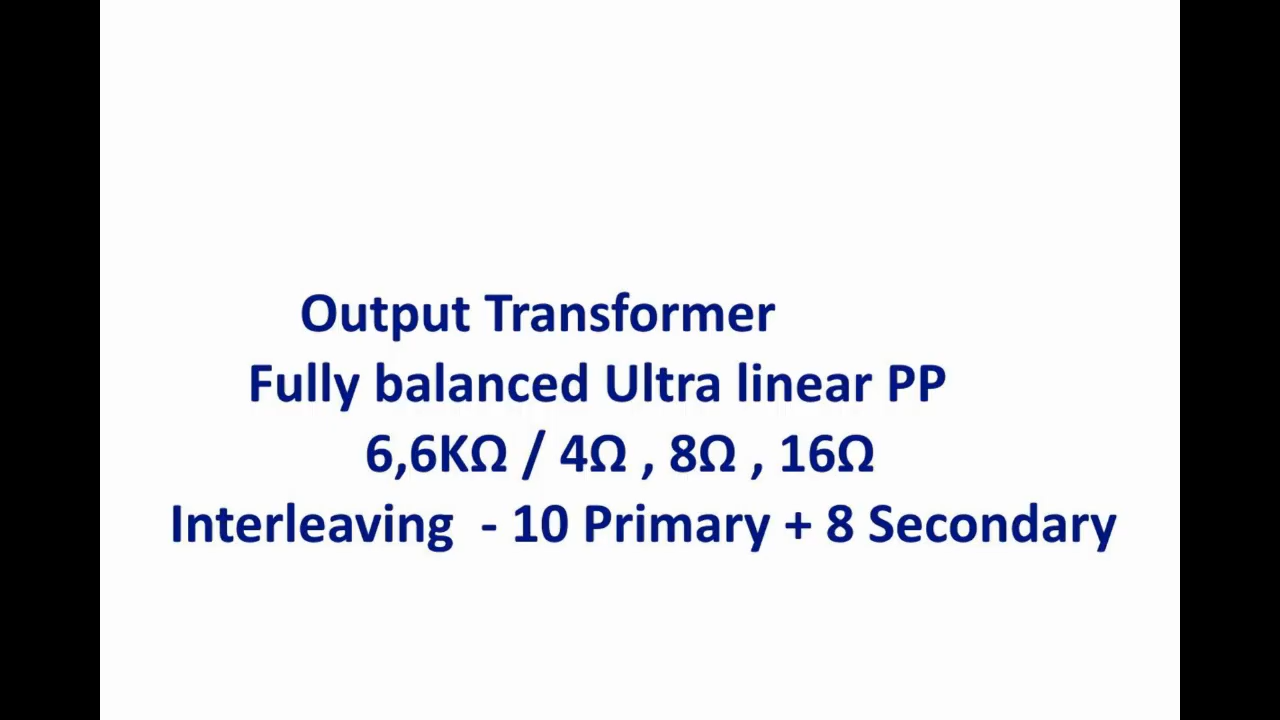 Output Transformer
Fully balanced Ultra linear PP
6,6KΩ / 4Ω , 8Ω , 16Ω
Interleaving - 10 Primary + 8 Secondary